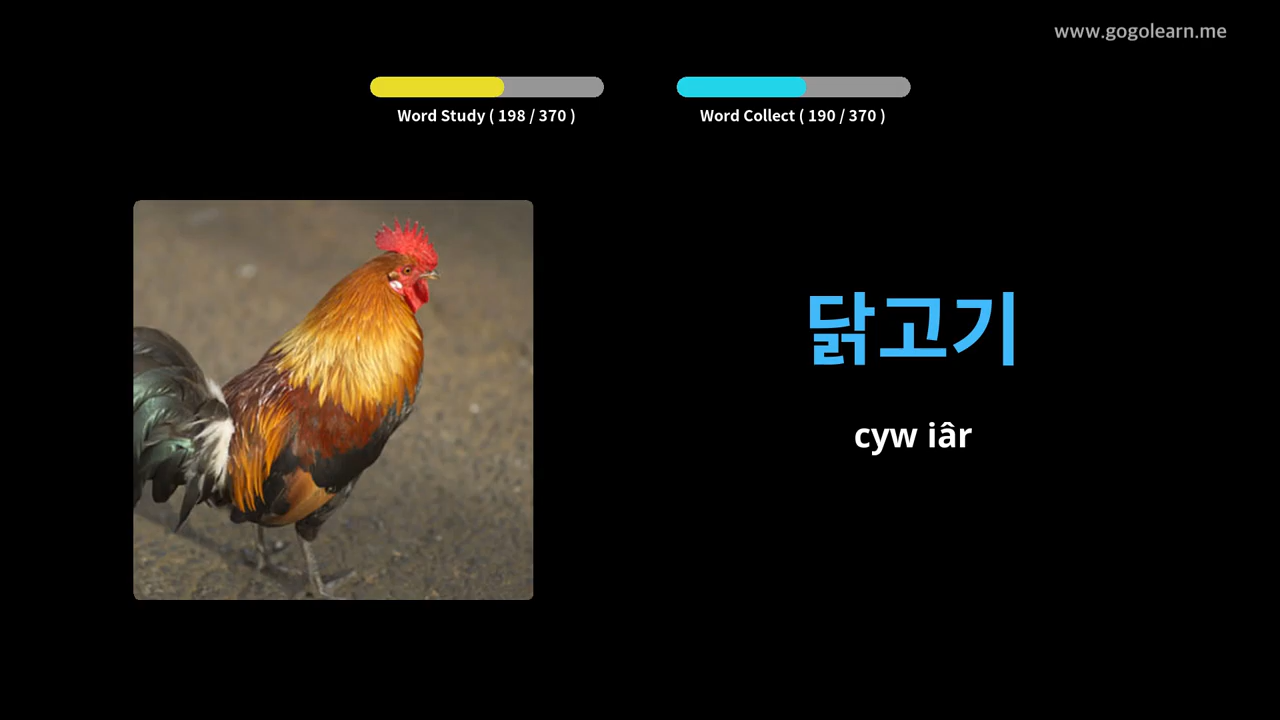 www.gogolearn.me
Word Study ( 198 / 370 )
Word Collect ( 190 / 370 )
닭고기
cyw iâr